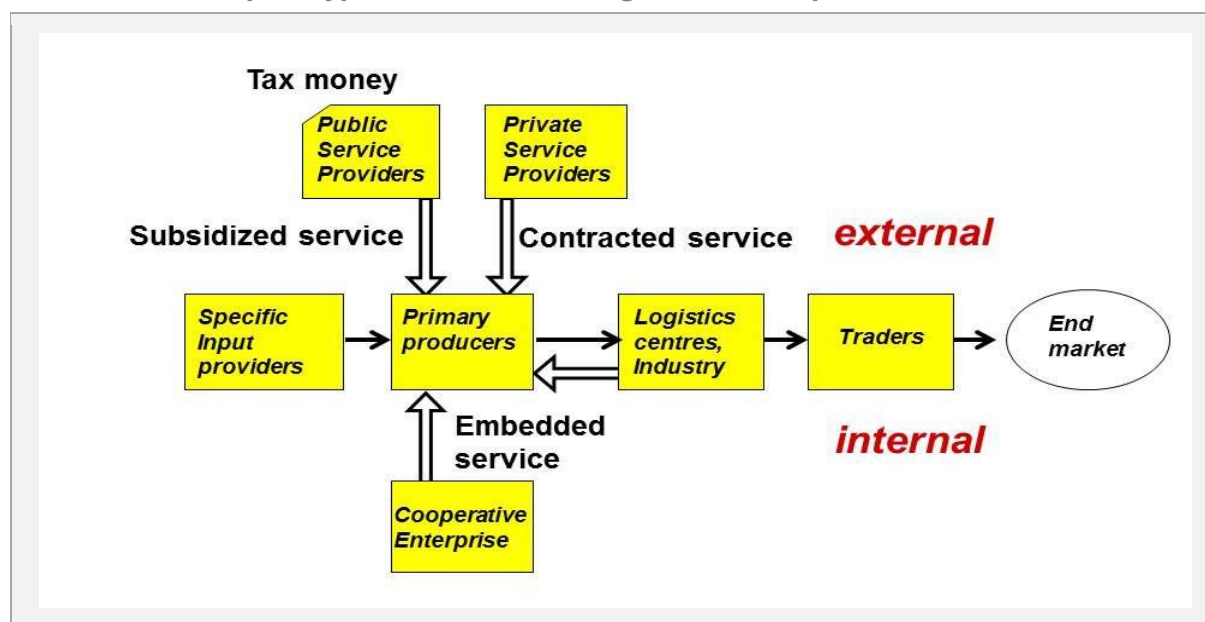 Tax money
Public
Service
Providers
Private
Service
Providers
Subsidized service
Contracted service
external
Specific
Input
providers
Primary
producers
Logistics
centres,
Industry
Traders
End
market
Embedded
service
internal
Cooperative
Enterprise